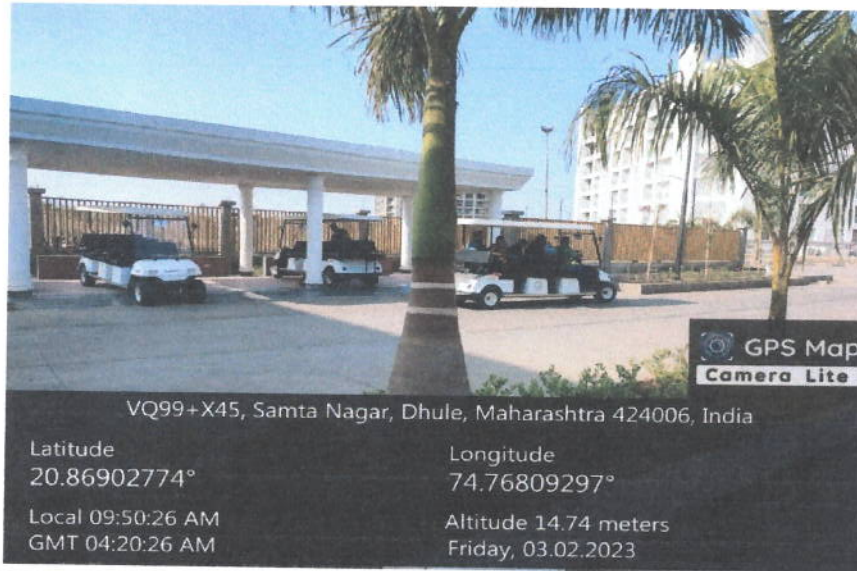 GPS Map
Camera Lite
VQ99+X45, Samta Nagar, Dhule, Maharashtra 424006, India
Latitude
20.86902774°
Longitude
74.76809297°
Local 09:50:26 AM
GMT 04:20:26 AM
Altitude 14.74 meters
Friday, 03.02.2023